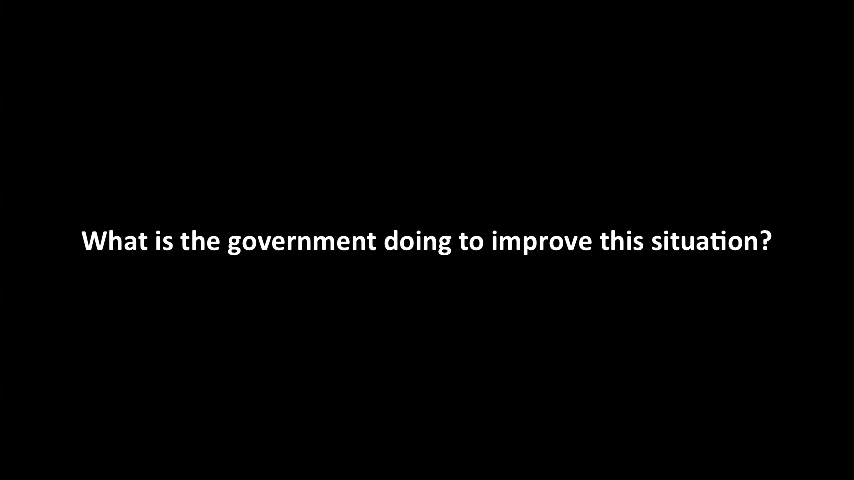 What is the government doing to improve this situation?